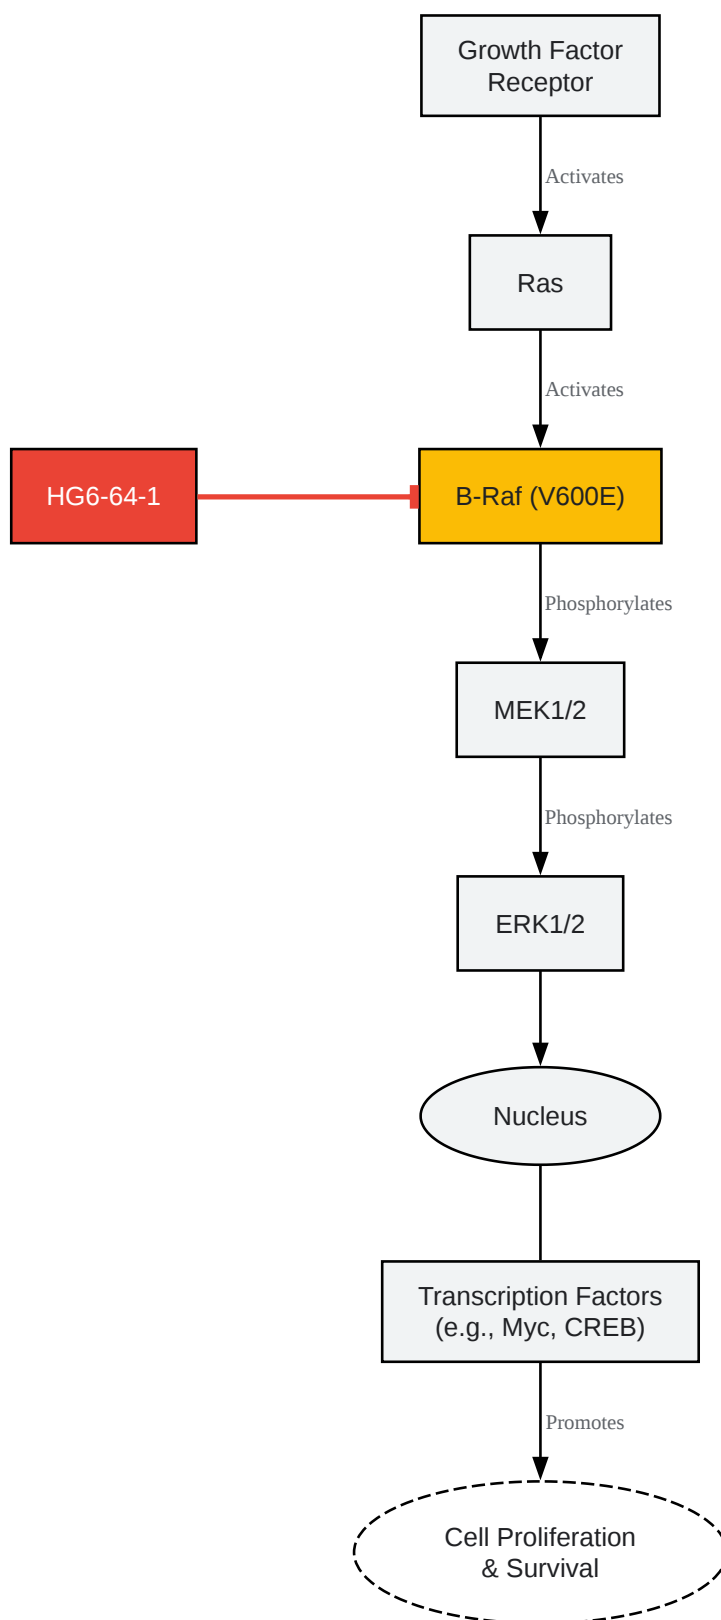 Growth Factor
Receptor
Activates
Ras
Activates
HG6-64-1
B-Raf (V600E)
Phosphorylates
MEK1/2
Phosphorylates
ERK1/2
Nucleus
Transcription Factors
(e.g., Myc, CREB)
Promotes
Cell Proliferation
& Survival